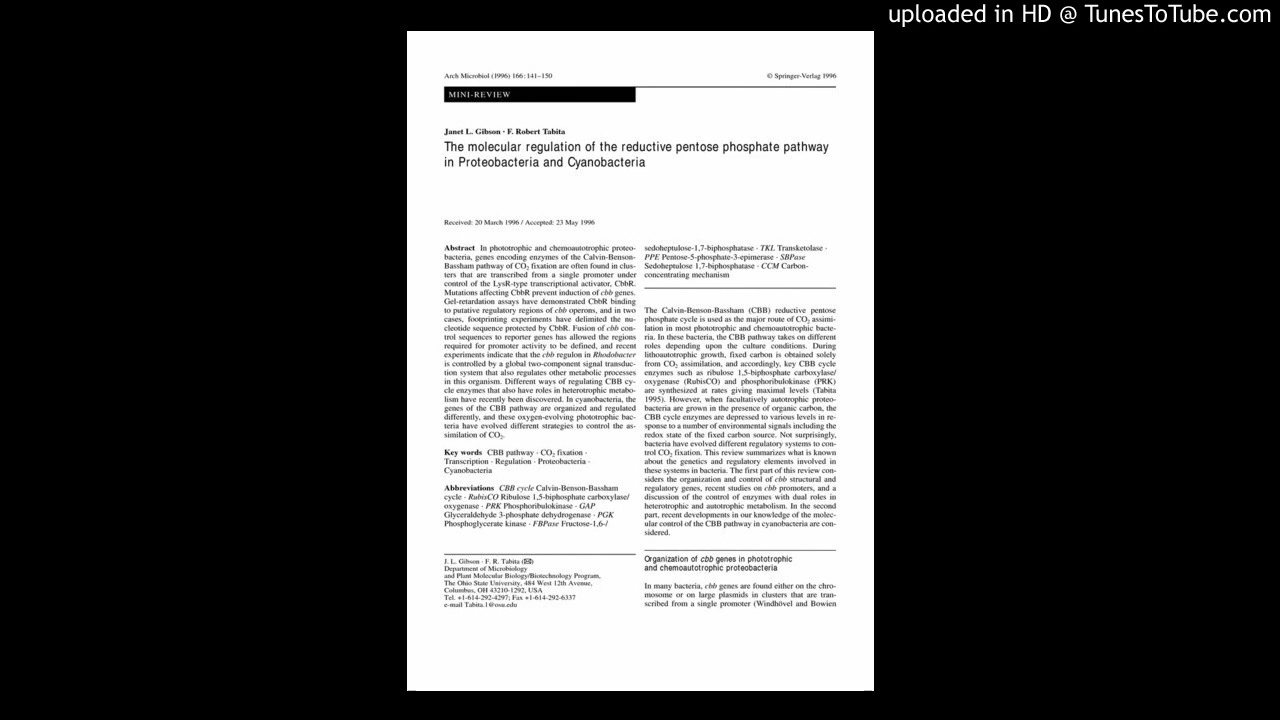 uploaded in HD @ TunesToTube.com
Arch Microbiol (1996) 166:141–150
© Springer-Verlag 1996
MINI-REVIEW
Janet L. Gibson · F. Robert Tabita
The molecular regulation of the reductive pentose phosphate pathway
in Proteobacteria and Cyanobacteria
Received: 20 March 1996 / Accepted: 23 May 1996
Abstract In phototrophic and chemoautotrophic proteo-
bacteria, genes encoding enzymes of the Calvin-Benson-
Bassham pathway of CO2 fixation are often found in clus-
ters that are transcribed from a single promoter under
control of the LysR-type transcriptional activator, CbbR.
Mutations affecting CbbR prevent induction of cbb genes.
Gel-retardation assays have demonstrated CbbR binding
to putative regulatory regions of cbb operons, and in two
cases, footprinting experiments have delimited the nu-
cleotide sequence protected by CbbR. Fusion of cbb con-
trol sequences to reporter genes has allowed the regions
required for promoter activity to be defined, and recent
experiments indicate that the cbb regulon in Rhodobacter
is controlled by a global two-component signal transduc-
tion system that also regulates other metabolic processes
in this organism. Different ways of regulating CBB cy-
cle enzymes that also have roles in heterotrophic metabo-
lism have recently been discovered. In cyanobacteria, the
genes of the CBB pathway are organized and regulated
differently, and these oxygen-evolving phototrophic bac-
teria have evolved different strategies to control the as-
similation of CO2.
Key words CBB pathway · CO2 fixation ·
Transcription · Regulation · Proteobacteria ·
Cyanobacteria
Abbreviations CBB cycle Calvin-Benson-Bassham
cycle · RubisCO Ribulose 1,5-biphosphate carboxylase/
oxygenase · PRK Phosphoribulokinase · GAP
Glyceraldehyde 3-phosphate dehydrogenase · PGK
Phosphoglycerate kinase · FBPase Fructose-1,6-/
J. L. Gibson · F. R. Tabita (✉)
Department of Microbiology
and Plant Molecular Biology/Biotechnology Program,
The Ohio State University, 484 West 12th Avenue,
Columbus, OH 43210-1292, USA
Tel. +1-614-292-4297; Fax +1-614-292-6337
e-mail Tabita.1@osu.edu
sedoheptulose-1,7-biphosphatase · TKL Transketolase ·
PPE Pentose-5-phosphate-3-epimerase · SBPase
Sedoheptulose 1,7-biphosphatase · CCM Carbon-
concentrating mechanism
The Calvin-Benson-Bassham (CBB) reductive pentose
phosphate cycle is used as the major route of CO2 assimi-
lation in most phototrophic and chemoautotrophic bacte-
ria. In these bacteria, the CBB pathway takes on different
roles depending upon the culture conditions. During
lithoautotrophic growth, fixed carbon is obtained solely
from CO2 assimilation, and accordingly, key CBB cycle
enzymes such as ribulose 1,5-biphosphate carboxylase/
oxygenase (RubisCO) and phosphoribulokinase (PRK)
are synthesized at rates giving maximal levels (Tabita
1995). However, when facultatively autotrophic proteo-
bacteria are grown in the presence of organic carbon, the
CBB cycle enzymes are depressed to various levels in re-
sponse to a number of environmental signals including the
redox state of the fixed carbon source. Not surprisingly,
bacteria have evolved different regulatory systems to con-
trol CO2 fixation. This review summarizes what is known
about the genetics and regulatory elements involved in
these systems in bacteria. The first part of this review con-
siders the organization and control of cbb structural and
regulatory genes, recent studies on cbb promoters, and a
discussion of the control of enzymes with dual roles in
heterotrophic and autotrophic metabolism. In the second
part, recent developments in our knowledge of the molec-
ular control of the CBB pathway in cyanobacteria are con-
sidered.
Organization of cbb genes in phototrophic
and chemoautotrophic proteobacteria
In many bacteria, cbb genes are found either on the chro-
mosome or on large plasmids in clusters that are tran-
scribed from a single promoter (Windhövel and Bowien